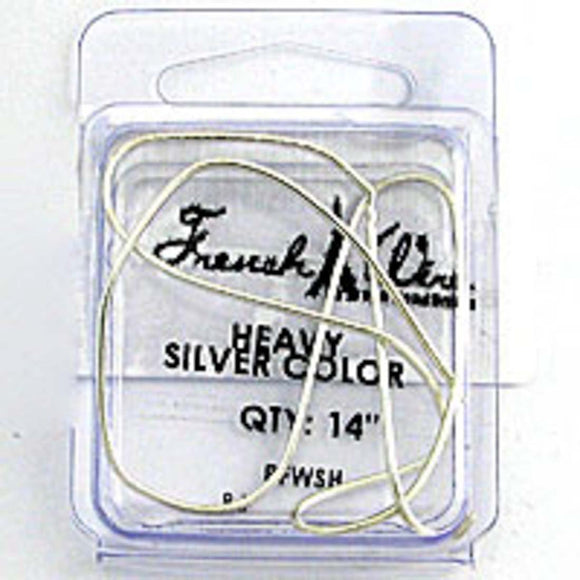 French Wire
HEAVY
SILVER COLOR
QTY: 14"